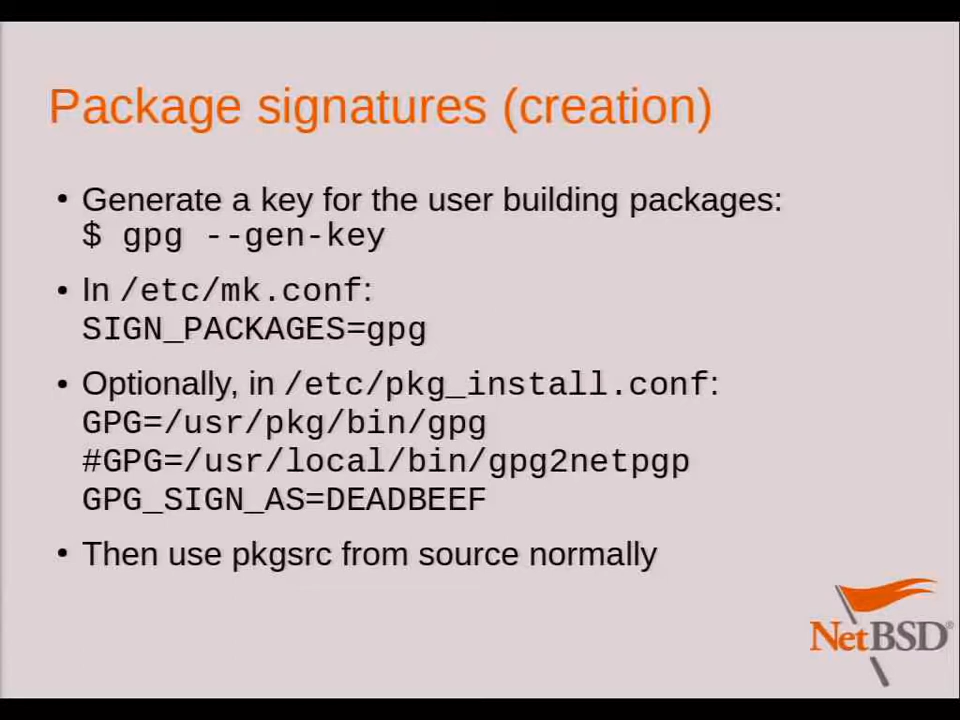 Package signatures (creation)
• Generate a key for the user building packages:
$ gpg --gen-key
• In /etc/mk.conf:
SIGN_PACKAGES=gpg
• Optionally, in /etc/pkg_install.conf:
GPG=/usr/pkg/bin/gpg
#GPG=/usr/local/bin/gpg2netpgp
GPG_SIGN_AS=DEADBEEF
• Then use pkgsrc from source normally
NetBSD®